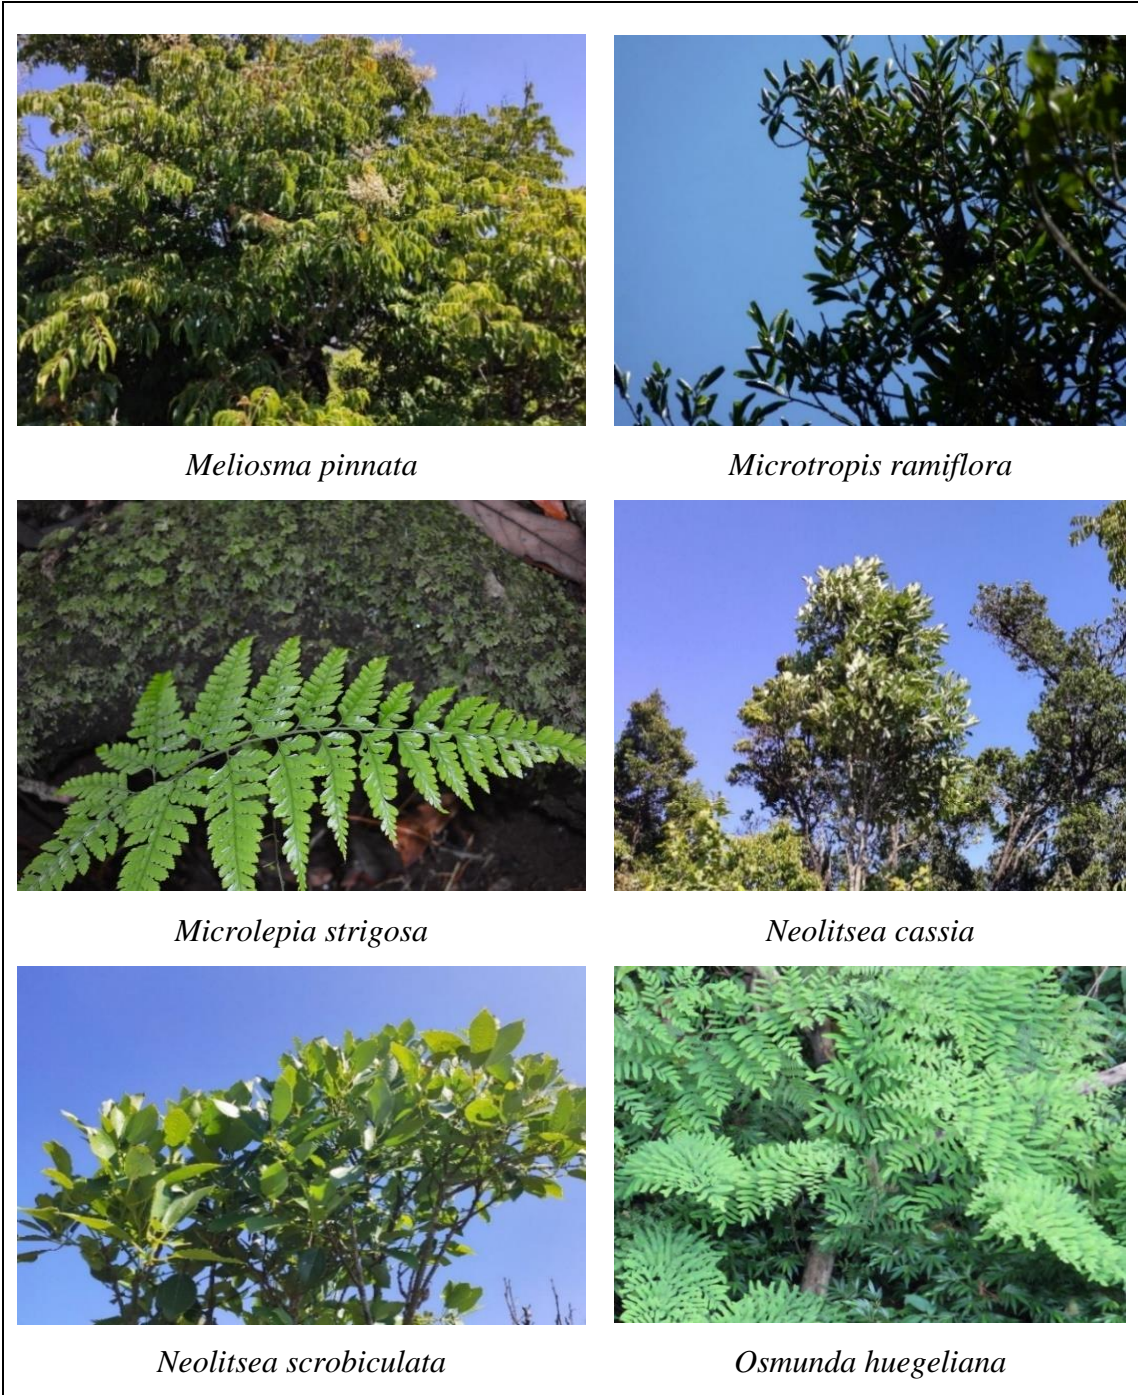 Meliosma pinnata
Microtropis ramiflora
Microlepia strigosa
Neolitsea cassia
Neolitsea scrobiculata
Osmunda huegeliana